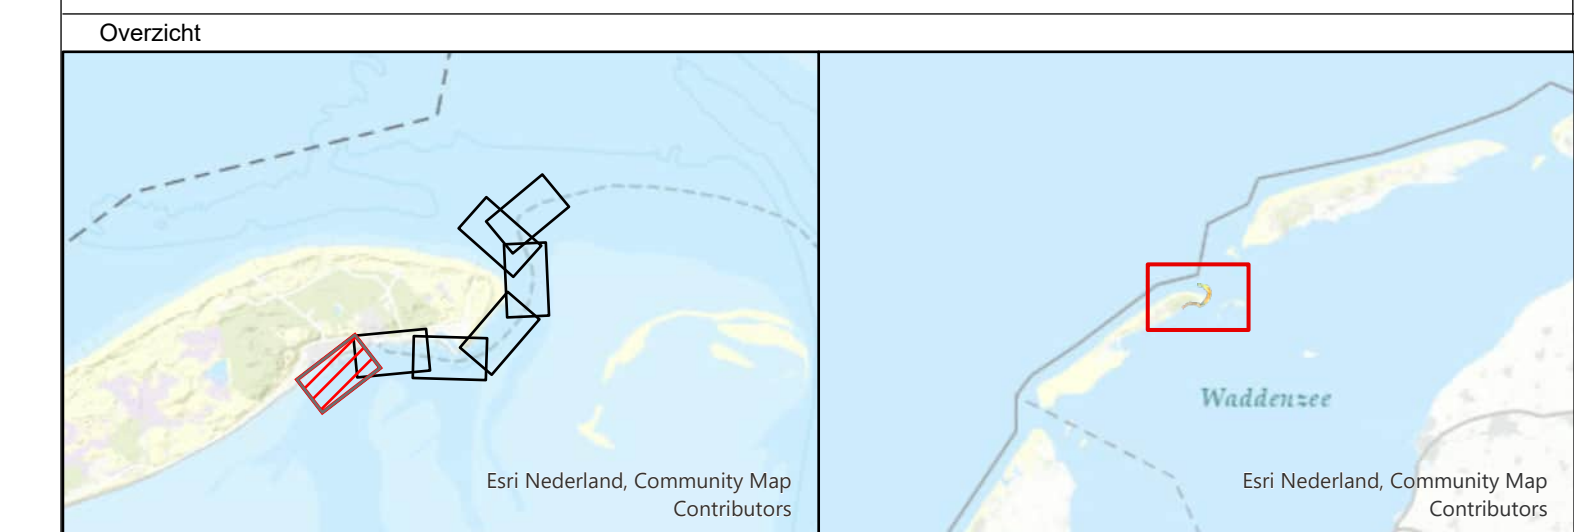 Overzicht
Esri Nederland, Community Map
Contributors
Waddenzee
Esri Nederland, Community Map
Contributors